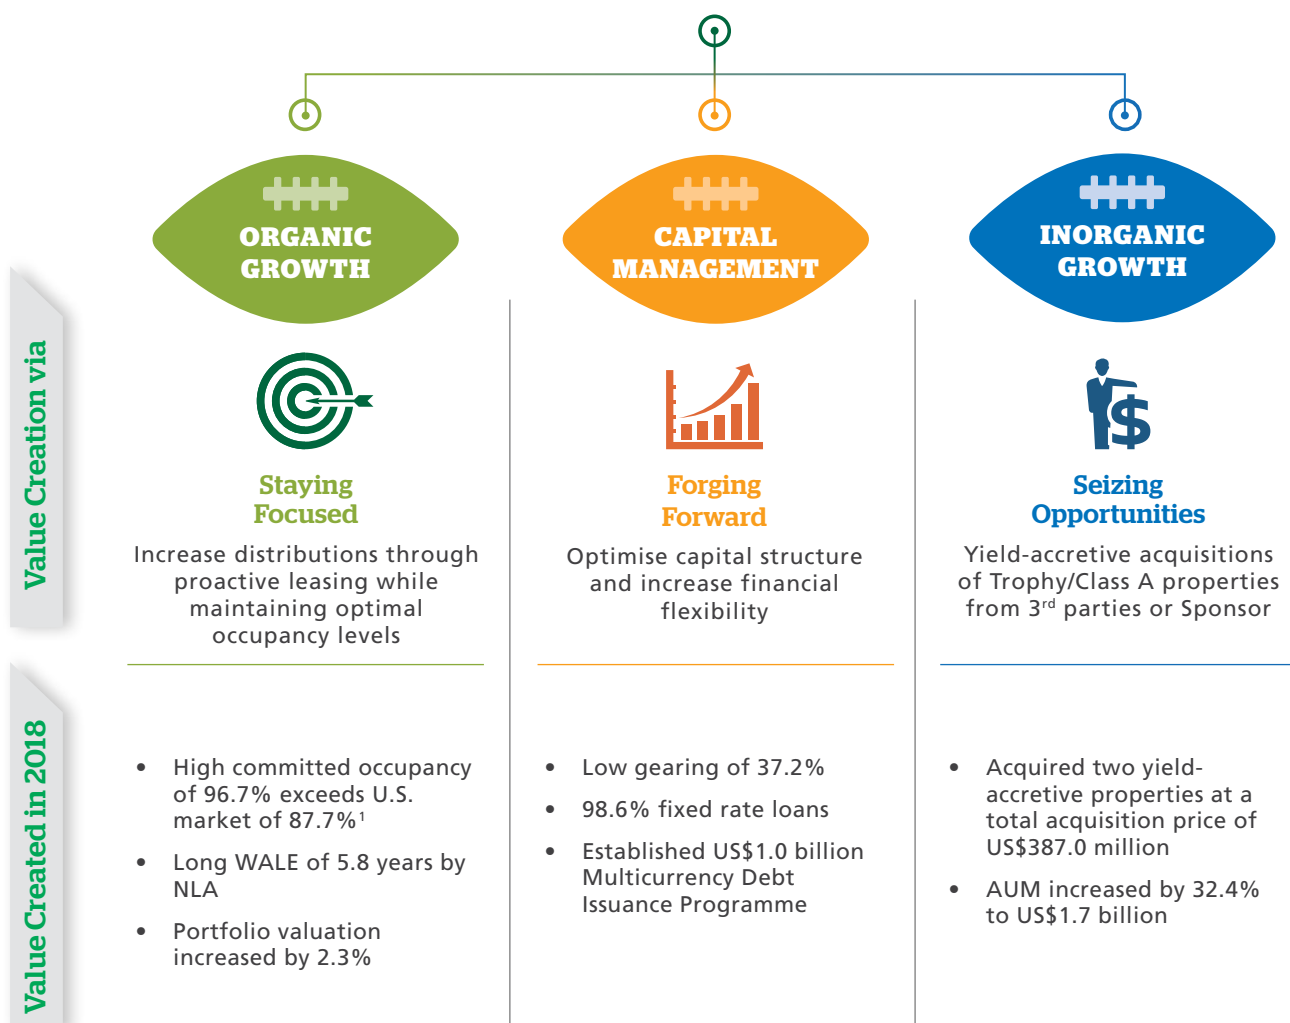 ORGANIC
GROWTH
CAPITAL
MANAGEMENT
INORGANIC
GROWTH
Value Creation via
Staying
Focused
Increase distributions through
proactive leasing while
maintaining optimal
occupancy levels
Forging
Forward
Optimise capital structure
and increase financial
flexibility
$
Seizing
Opportunities
Yield-accretive acquisitions
of Trophy/Class A properties
from 3rd parties or Sponsor
Value Created in 2018
• High committed occupancy
of 96.7% exceeds U.S.
market of 87.7%1
• Long WALE of 5.8 years by
NLA
• Portfolio valuation
increased by 2.3%
• Low gearing of 37.2%
• 98.6% fixed rate loans
• Established US$1.0 billion
Multicurrency Debt
Issuance Programme
• Acquired two yield-
accretive properties at a
total acquisition price of
US$387.0 million
• AUM increased by 32.4%
to US$1.7 billion